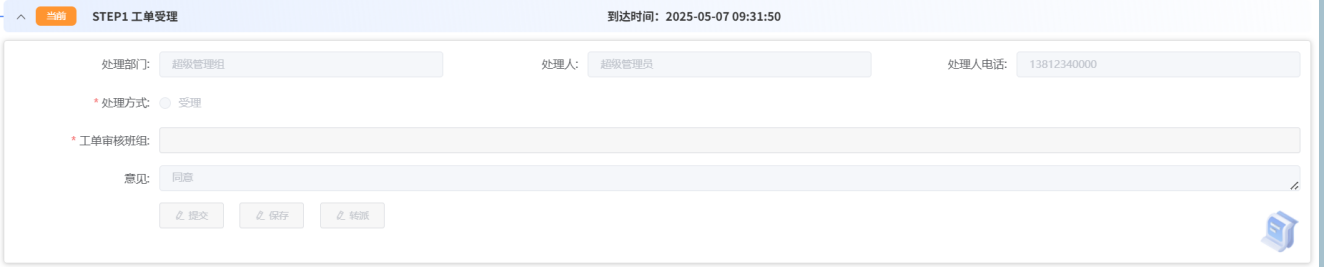 当前 STEP1 工单受理 到达时间：2025-05-07 09:31:50
处理部门: 超级管理组 处理人: 超级管理员 处理人电话: 13812340000
* 处理方式: 受理
* 工单审核班组:
意见: 同意
提交 保存 转派